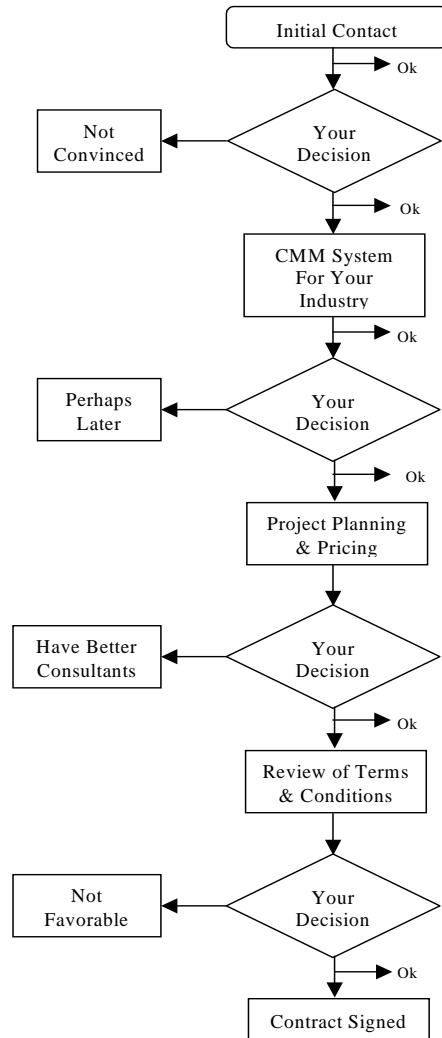 Initial Contact
Ok
Not
Convinced
Your
Decision
Ok
CMM System
For Your
Industry
Ok
Perhaps
Later
Your
Decision
Ok
Project Planning
& Pricing
Have Better
Consultants
Your
Decision
Ok
Review of Terms
& Conditions
Not
Favorable
Your
Decision
Ok
Contract Signed